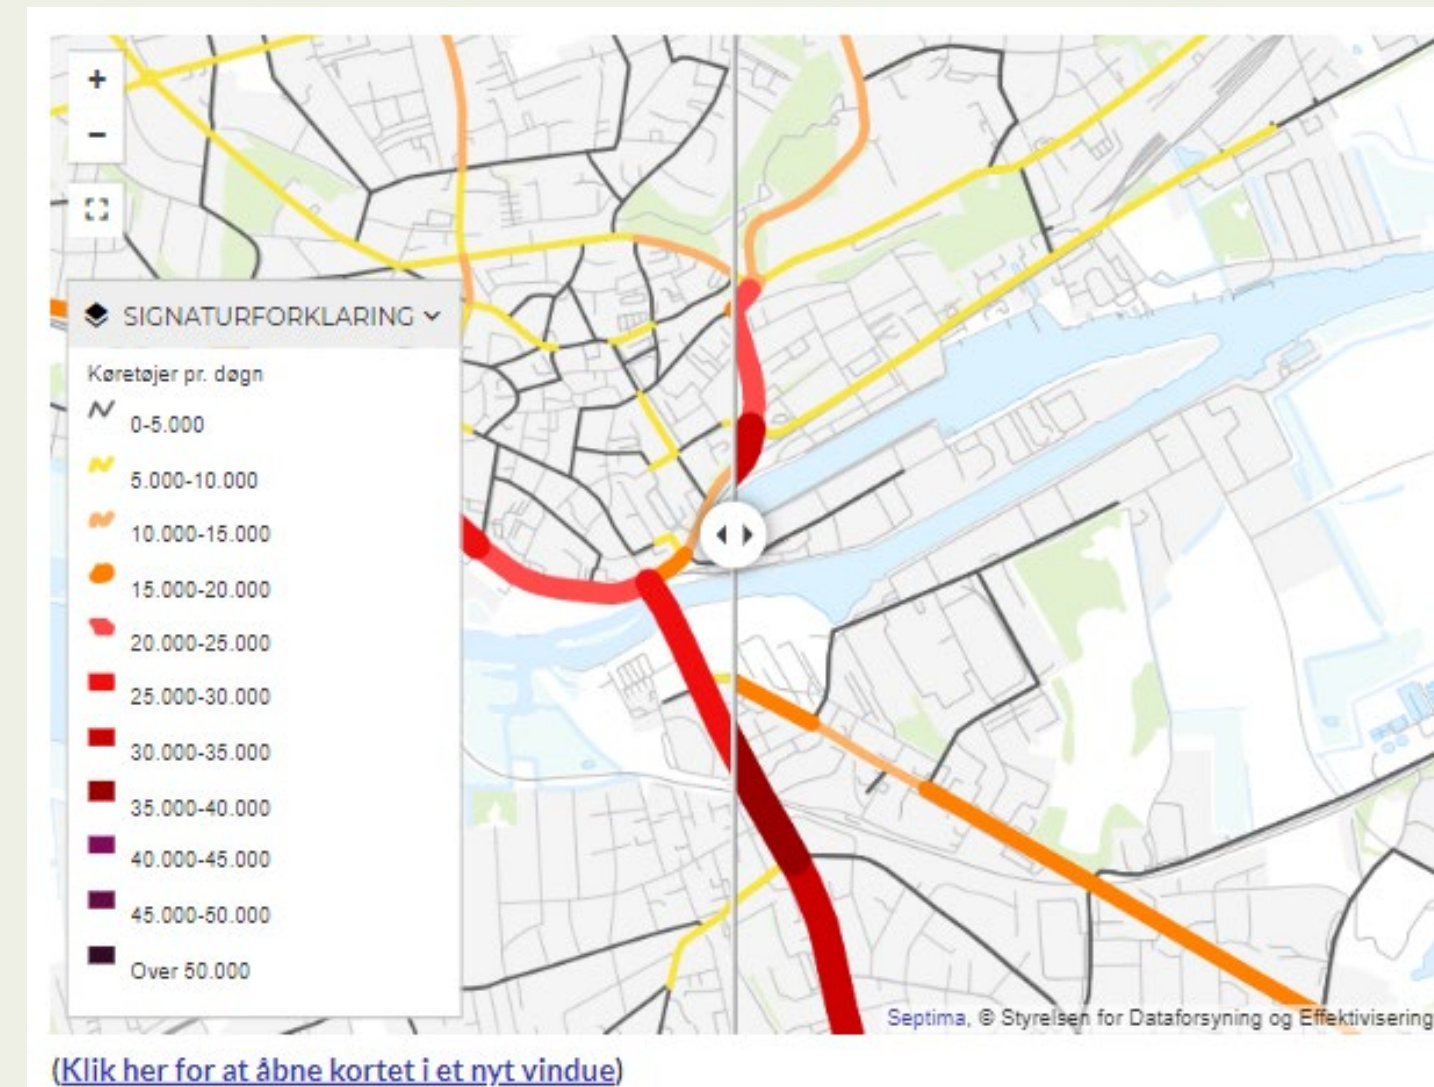 +
−
SIGNATURFORKLARING
Køretøjer pr. døgn
0-5.000
5.000-10.000
10.000-15.000
15.000-20.000
20.000-25.000
25.000-30.000
30.000-35.000
35.000-40.000
40.000-45.000
45.000-50.000
Over 50.000
Septima, © Styrelsen for Dataforsyning og Effektivisering
(Klik her for at åbne kortet i et nyt vindue)